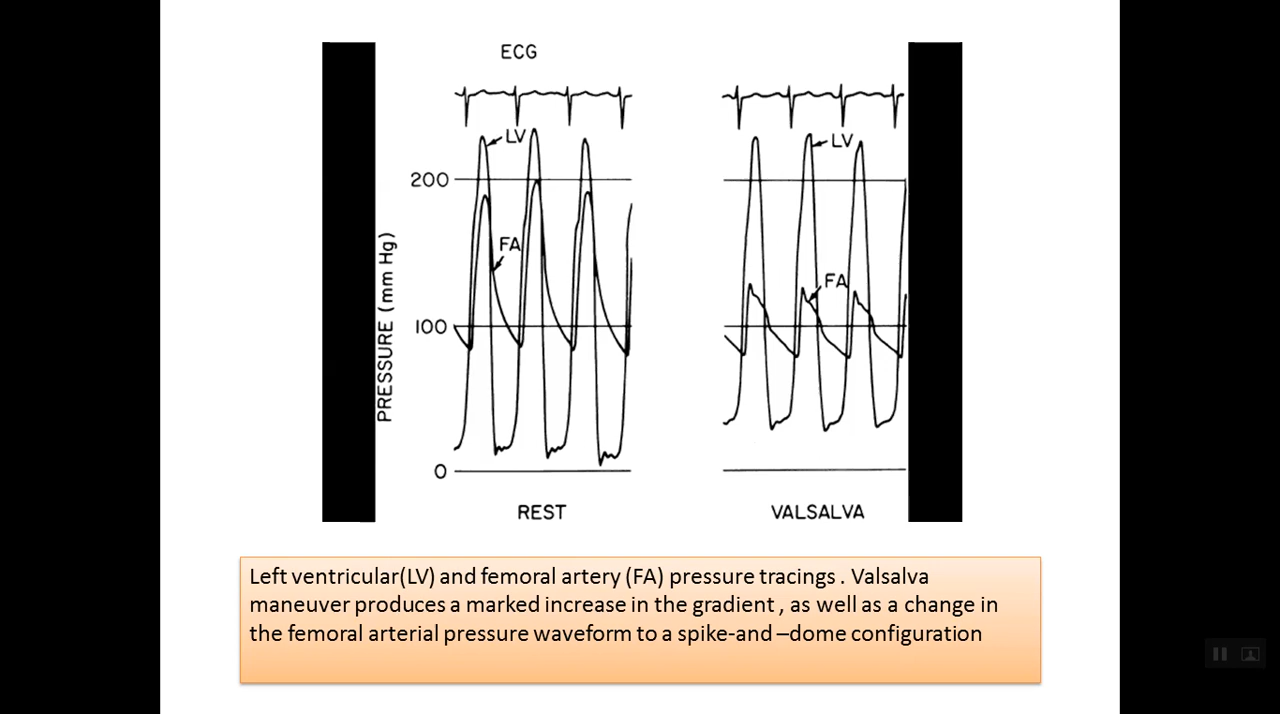 ECG
LV
LV
200
FA
FA
PRESSURE (mm Hg)
100
0
REST
VALSALVA
Left ventricular(LV) and femoral artery (FA) pressure tracings . Valsalva
maneuver produces a marked increase in the gradient , as well as a change in
the femoral arterial pressure waveform to a spike-and –dome configuration